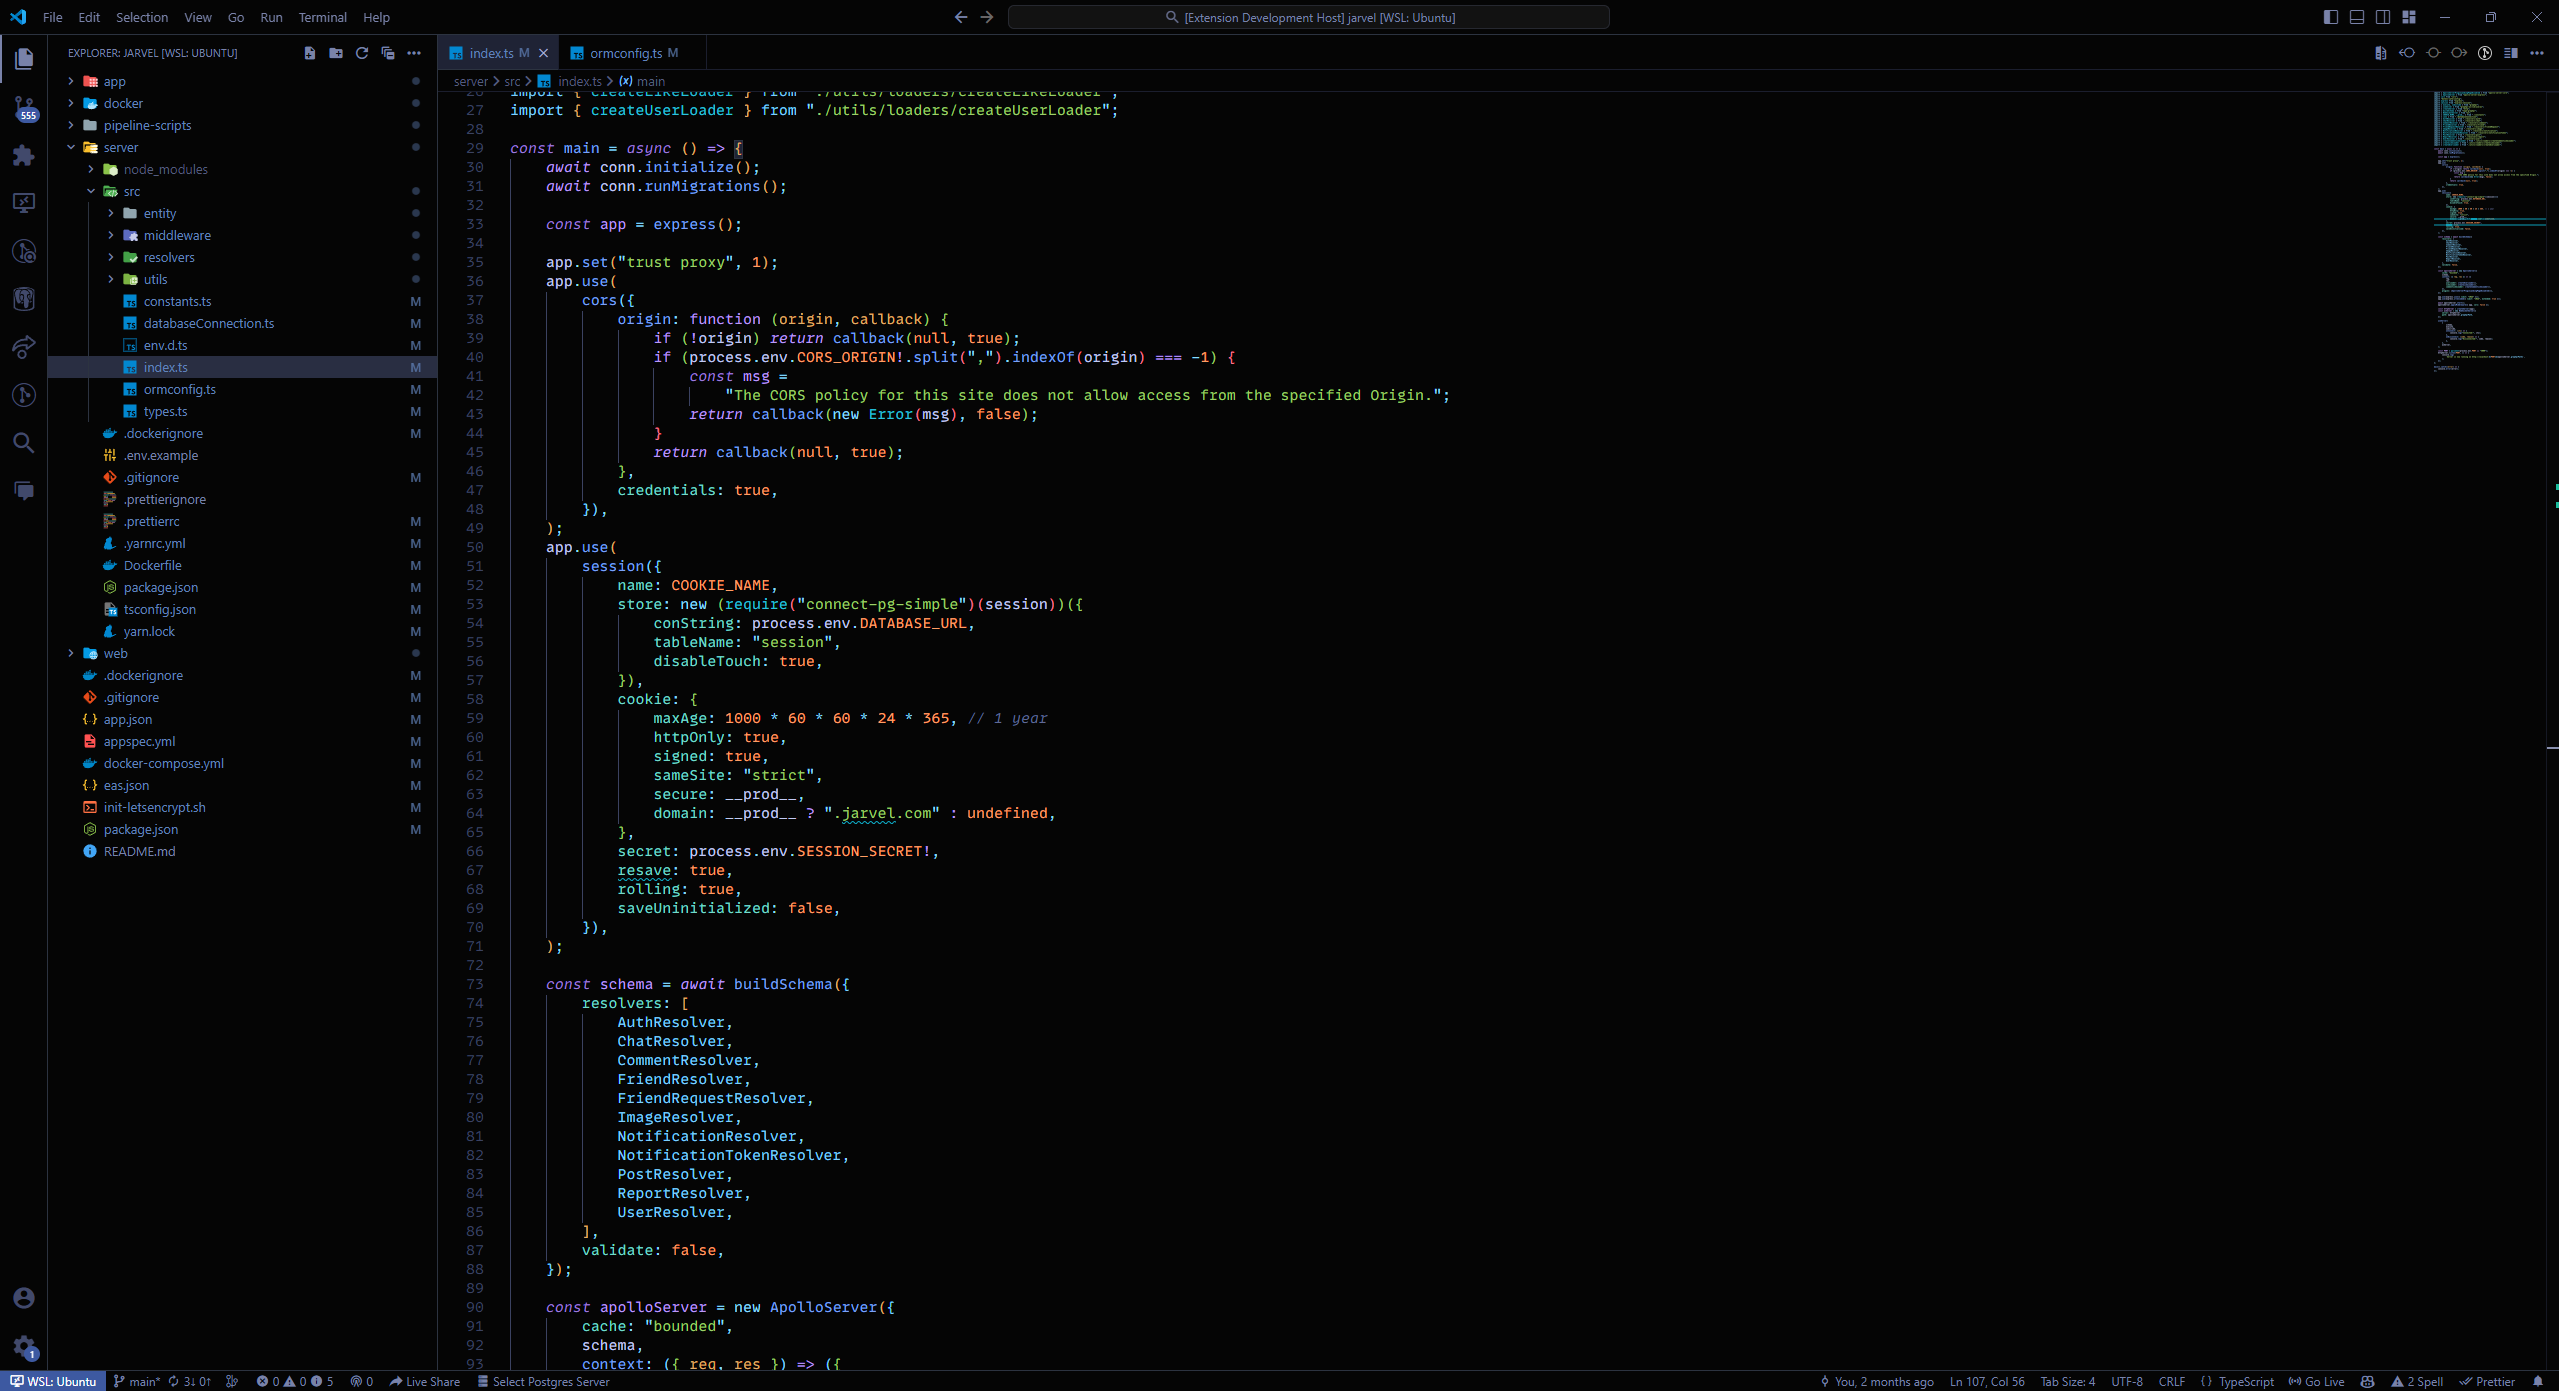 File Edit Selection View Go Run Terminal Help
[Extension Development Host] jarvel [WSL: Ubuntu]
EXPLORER: JARVEL [WSL: UBUNTU]
app
docker
pipeline-scripts
server
node_modules
src
entity
middleware
resolvers
utils
constants.ts M
databaseConnection.ts M
env.d.ts M
index.ts M
ormconfig.ts M
types.ts M
.dockerignore M
.env.example
.gitignore M
.prettierignore
.prettierrc M
.yarnrc.yml M
Dockerfile M
package.json M
tsconfig.json M
yarn.lock M
web
.dockerignore M
.gitignore M
app.json M
appspec.yml M
docker-compose.yml M
eas.json M
init-letsencrypt.sh M
package.json M
README.md
555
1
index.ts M ormconfig.ts M
server > src > index.ts > main
26 import { createLikeLoader } from "./utils/loaders/createLikeLoader";
27 import { createUserLoader } from "./utils/loaders/createUserLoader";
28
29 const main = async () => {
30 await conn.initialize();
31 await conn.runMigrations();
32
33 const app = express();
34
35 app.set("trust proxy", 1);
36 app.use(
37 cors({
38 origin: function (origin, callback) {
39 if (!origin) return callback(null, true);
40 if (process.env.CORS_ORIGIN!.split(",").indexOf(origin) === -1) {
41 const msg =
42 "The CORS policy for this site does not allow access from the specified Origin.";
43 return callback(new Error(msg), false);
44 }
45 return callback(null, true);
46 },
47 credentials: true,
48 }),
49 );
50 app.use(
51 session({
52 name: COOKIE_NAME,
53 store: new (require("connect-pg-simple")(session))({
54 conString: process.env.DATABASE_URL,
55 tableName: "session",
56 disableTouch: true,
57 }),
58 cookie: {
59 maxAge: 1000 * 60 * 60 * 24 * 365, // 1 year
60 httpOnly: true,
61 signed: true,
62 sameSite: "strict",
63 secure: __prod__,
64 domain: __prod__ ? ".jarvel.com" : undefined,
65 },
66 secret: process.env.SESSION_SECRET!,
67 resave: true,
68 rolling: true,
69 saveUninitialized: false,
70 }),
71 );
72
73 const schema = await buildSchema({
74 resolvers: [
75 AuthResolver,
76 ChatResolver,
77 CommentResolver,
78 FriendResolver,
79 FriendRequestResolver,
80 ImageResolver,
81 NotificationResolver,
82 NotificationTokenResolver,
83 PostResolver,
84 ReportResolver,
85 UserResolver,
86 ],
87 validate: false,
88 });
89
90 const apolloServer = new ApolloServer({
91 cache: "bounded",
92 schema,
93 context: ({ req, res }) => ({
WSL: Ubuntu main* 3↓ 0↑ 0 0 5 0 Live Share Select Postgres Server You, 2 months ago Ln 107, Col 56 Tab Size: 4 UTF-8 CRLF { } TypeScript Go Live 2 Spell Prettier